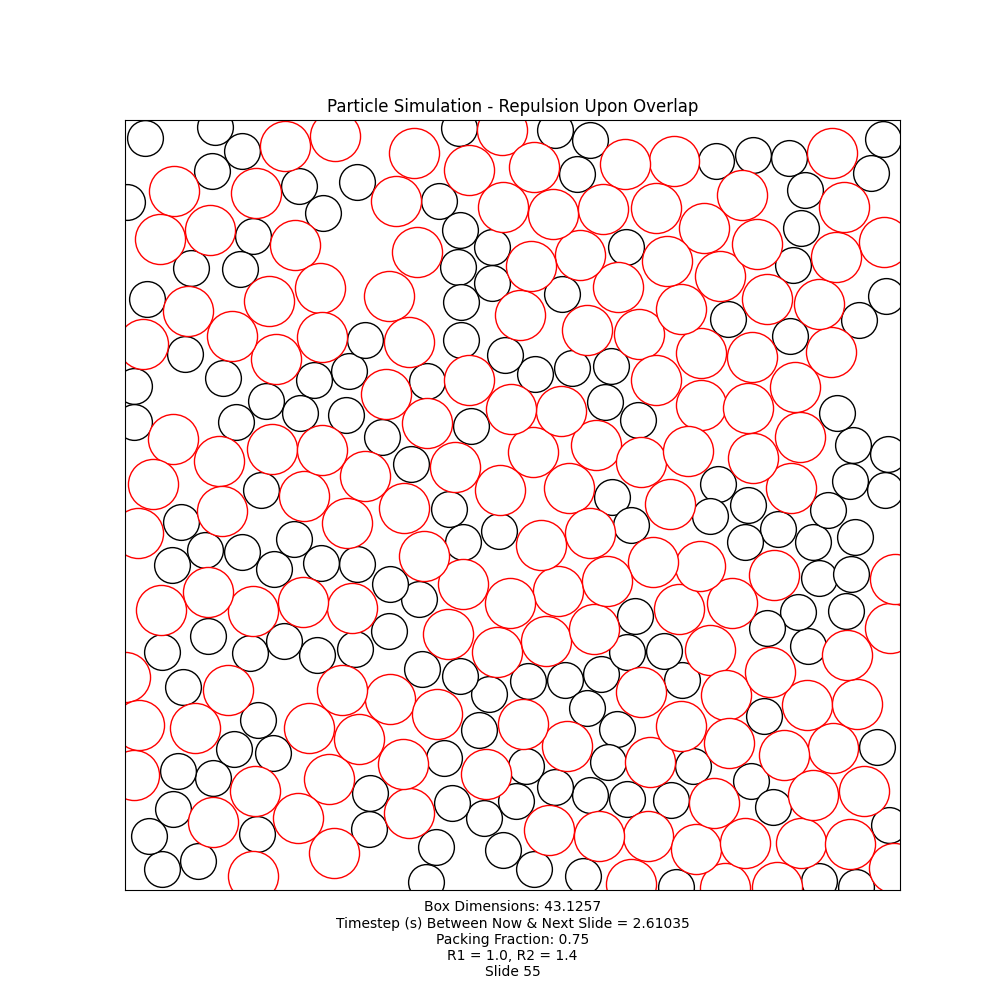 Particle Simulation - Repulsion Upon Overlap
Box Dimensions: 43.1257
Timestep (s) Between Now & Next Slide = 2.61035
Packing Fraction: 0.75
R1 = 1.0, R2 = 1.4
Slide 55